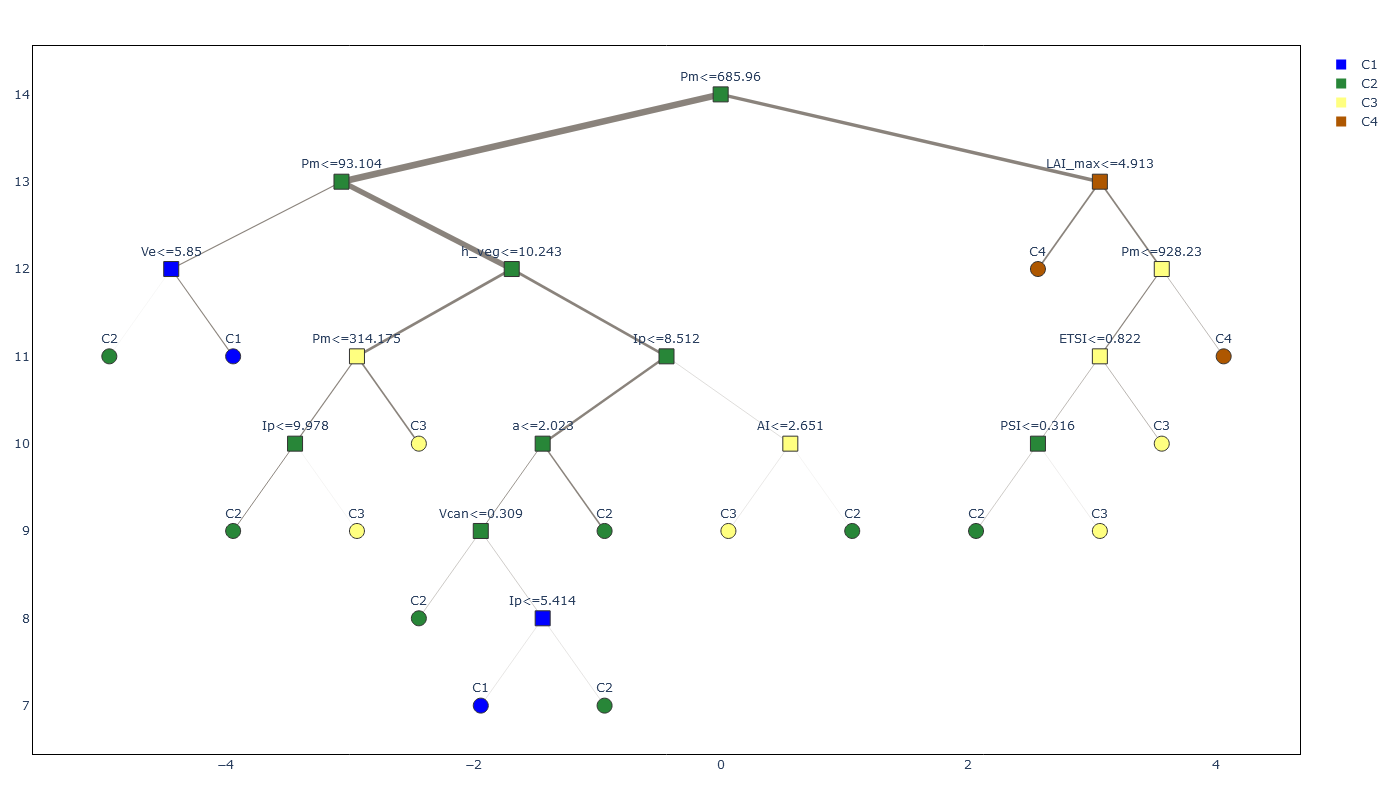 Pm<=685.96
C1
C2
C3
C4
14
Pm<=93.104
LAI_max<=4.913
13
Ve<=5.85
h_veg<=10.243
C4
Pm<=928.23
12
C2
C1
Pm<=314.175
Ip<=8.512
ETSI<=0.822
C4
11
Ip<=9.978
C3
a<=2.023
AI<=2.651
PSI<=0.316
C3
10
C2
C3
Vcan<=0.309
C2
C3
C2
C2
C3
9
C2
Ip<=5.414
8
C1
C2
7
−4
−2
0
2
4